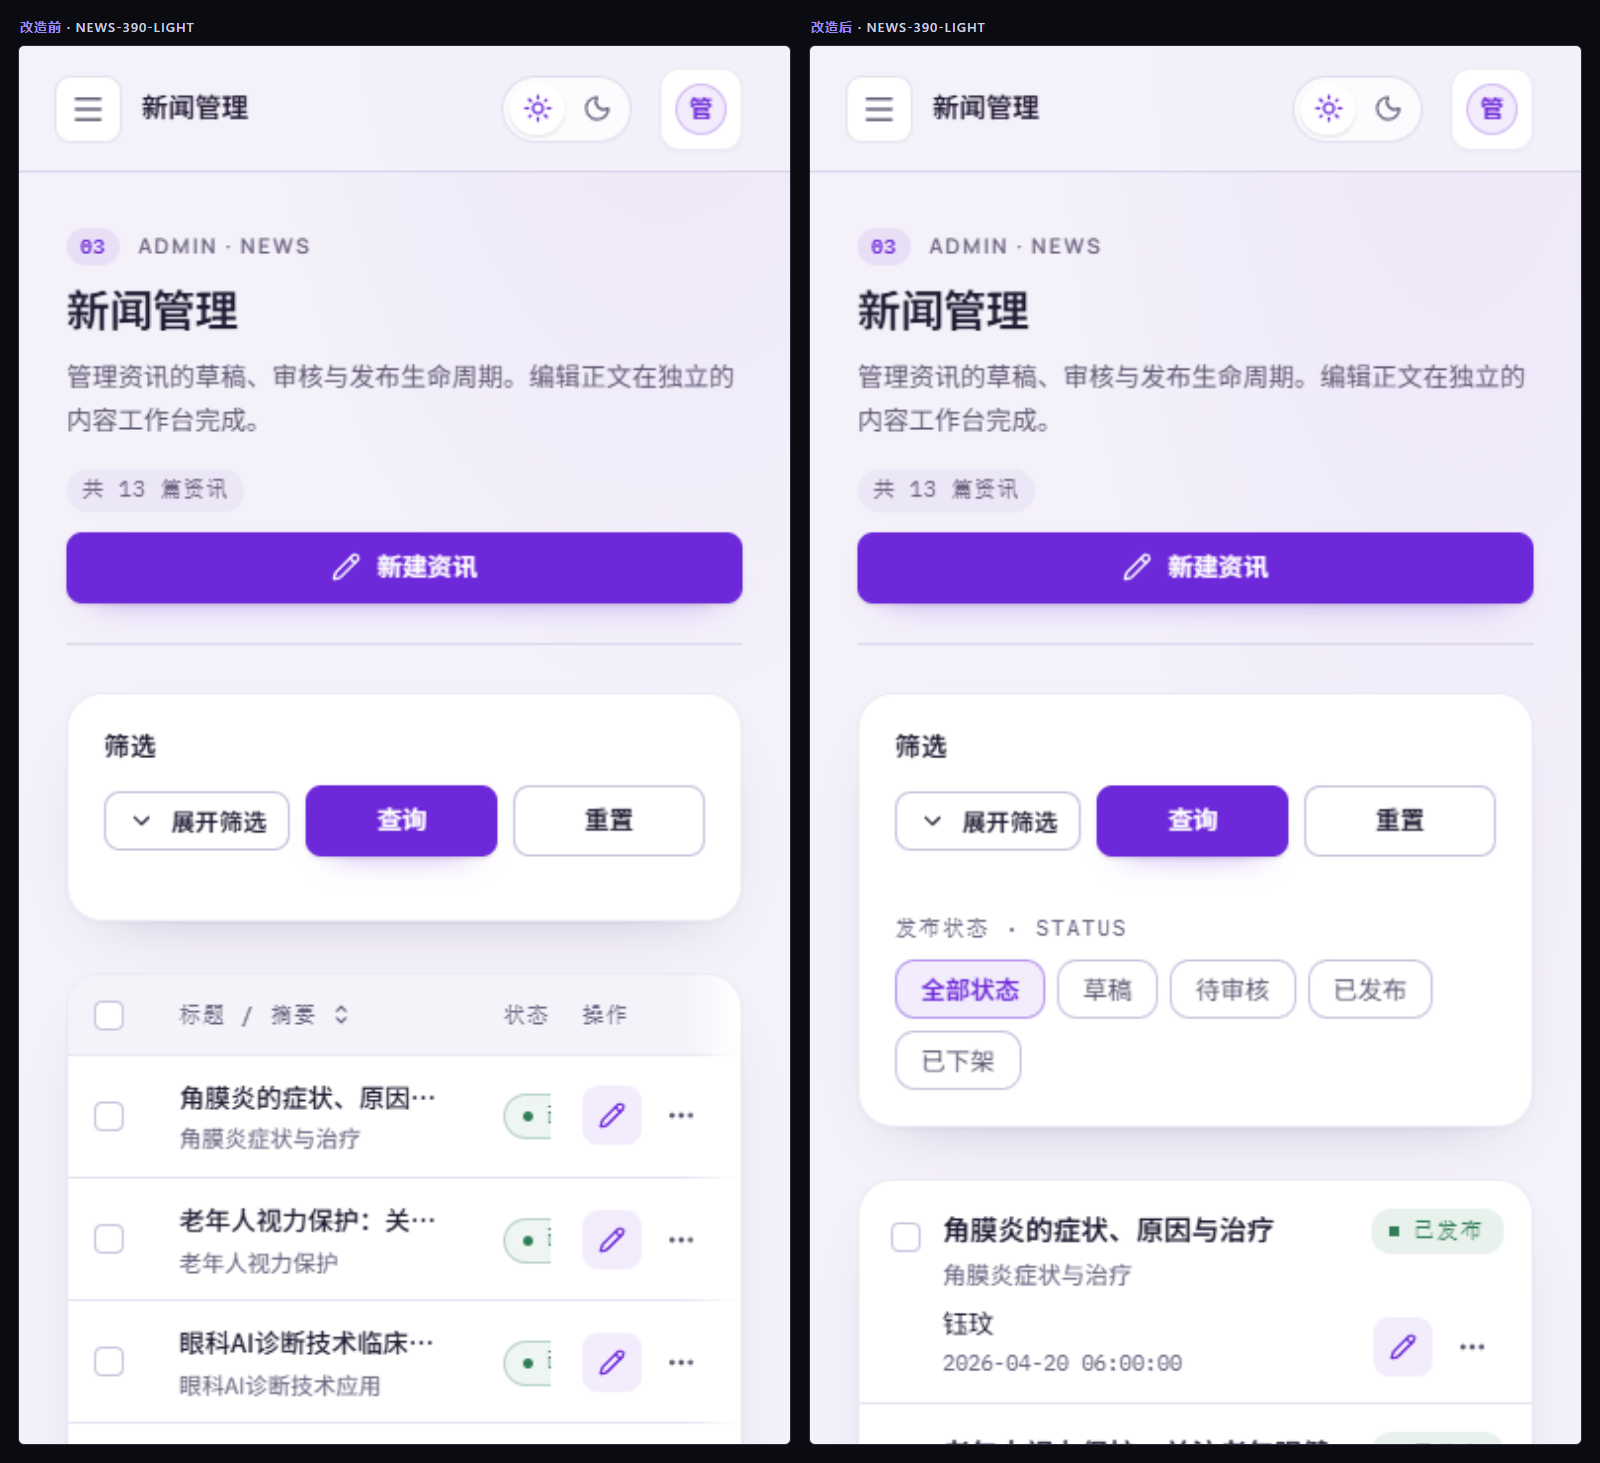 改造前 · NEWS-390-LIGHT
新闻管理
管
03 ADMIN · NEWS
新闻管理
管理资讯的草稿、审核与发布生命周期。编辑正文在独立的
内容工作台完成。
共 13 篇资讯
新建资讯
筛选
展开筛选 查询 重置
标题 / 摘要 状态 操作
角膜炎的症状、原因…
角膜炎症状与治疗
老年人视力保护：关…
老年人视力保护
眼科AI诊断技术临床…
眼科AI诊断技术应用
改造后 · NEWS-390-LIGHT
新闻管理
管
03 ADMIN · NEWS
新闻管理
管理资讯的草稿、审核与发布生命周期。编辑正文在独立的
内容工作台完成。
共 13 篇资讯
新建资讯
筛选
展开筛选 查询 重置
发布状态 · STATUS
全部状态 草稿 待审核 已发布
已下架
角膜炎的症状、原因与治疗 已发布
角膜炎症状与治疗
钰玟
2026-04-20 06:00:00